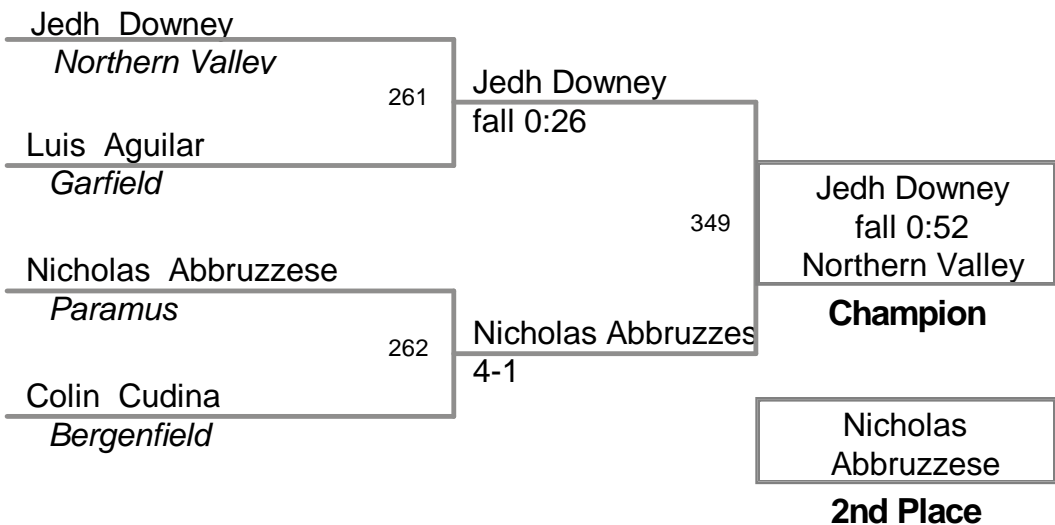 Jedh Downey
Northern Valley
261
Jedh Downey
fall 0:26
Luis Aguilar
Garfield
349
Jedh Downey
fall 0:52
Northern Valley
Champion
Nicholas Abbruzzese
Paramus
262
Nicholas Abbruzzes
4-1
Colin Cudina
Bergenfield
Nicholas
Abbruzzese
2nd Place